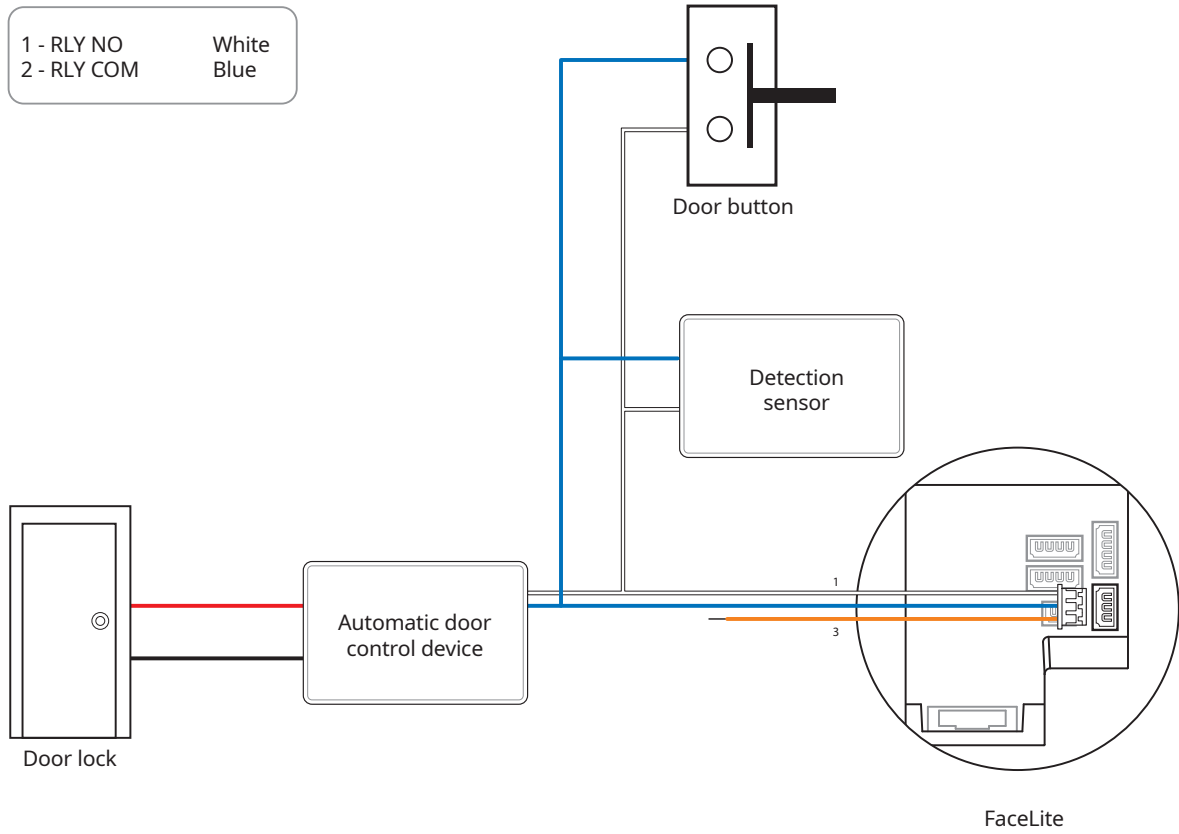 1 - RLY NO White
2 - RLY COM Blue
Door button
Detection
sensor
1
3
Automatic door
control device
Door lock
FaceLite